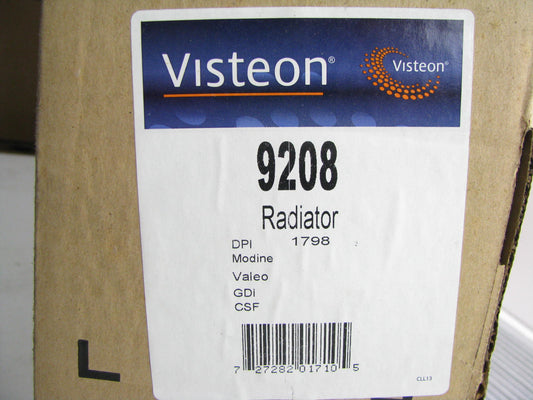 Visteon® Visteon®
9208
Radiator
DPI 1798
Modine
Valeo
GDi
CSF
7 27282 01710 5
CLL13
L